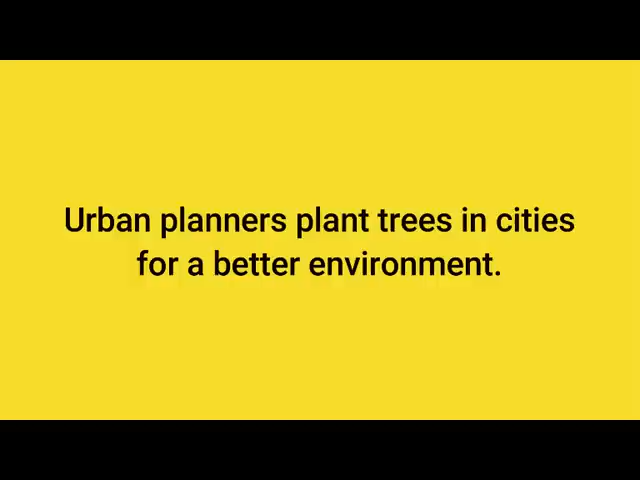 Urban planners plant trees in cities
for a better environment.